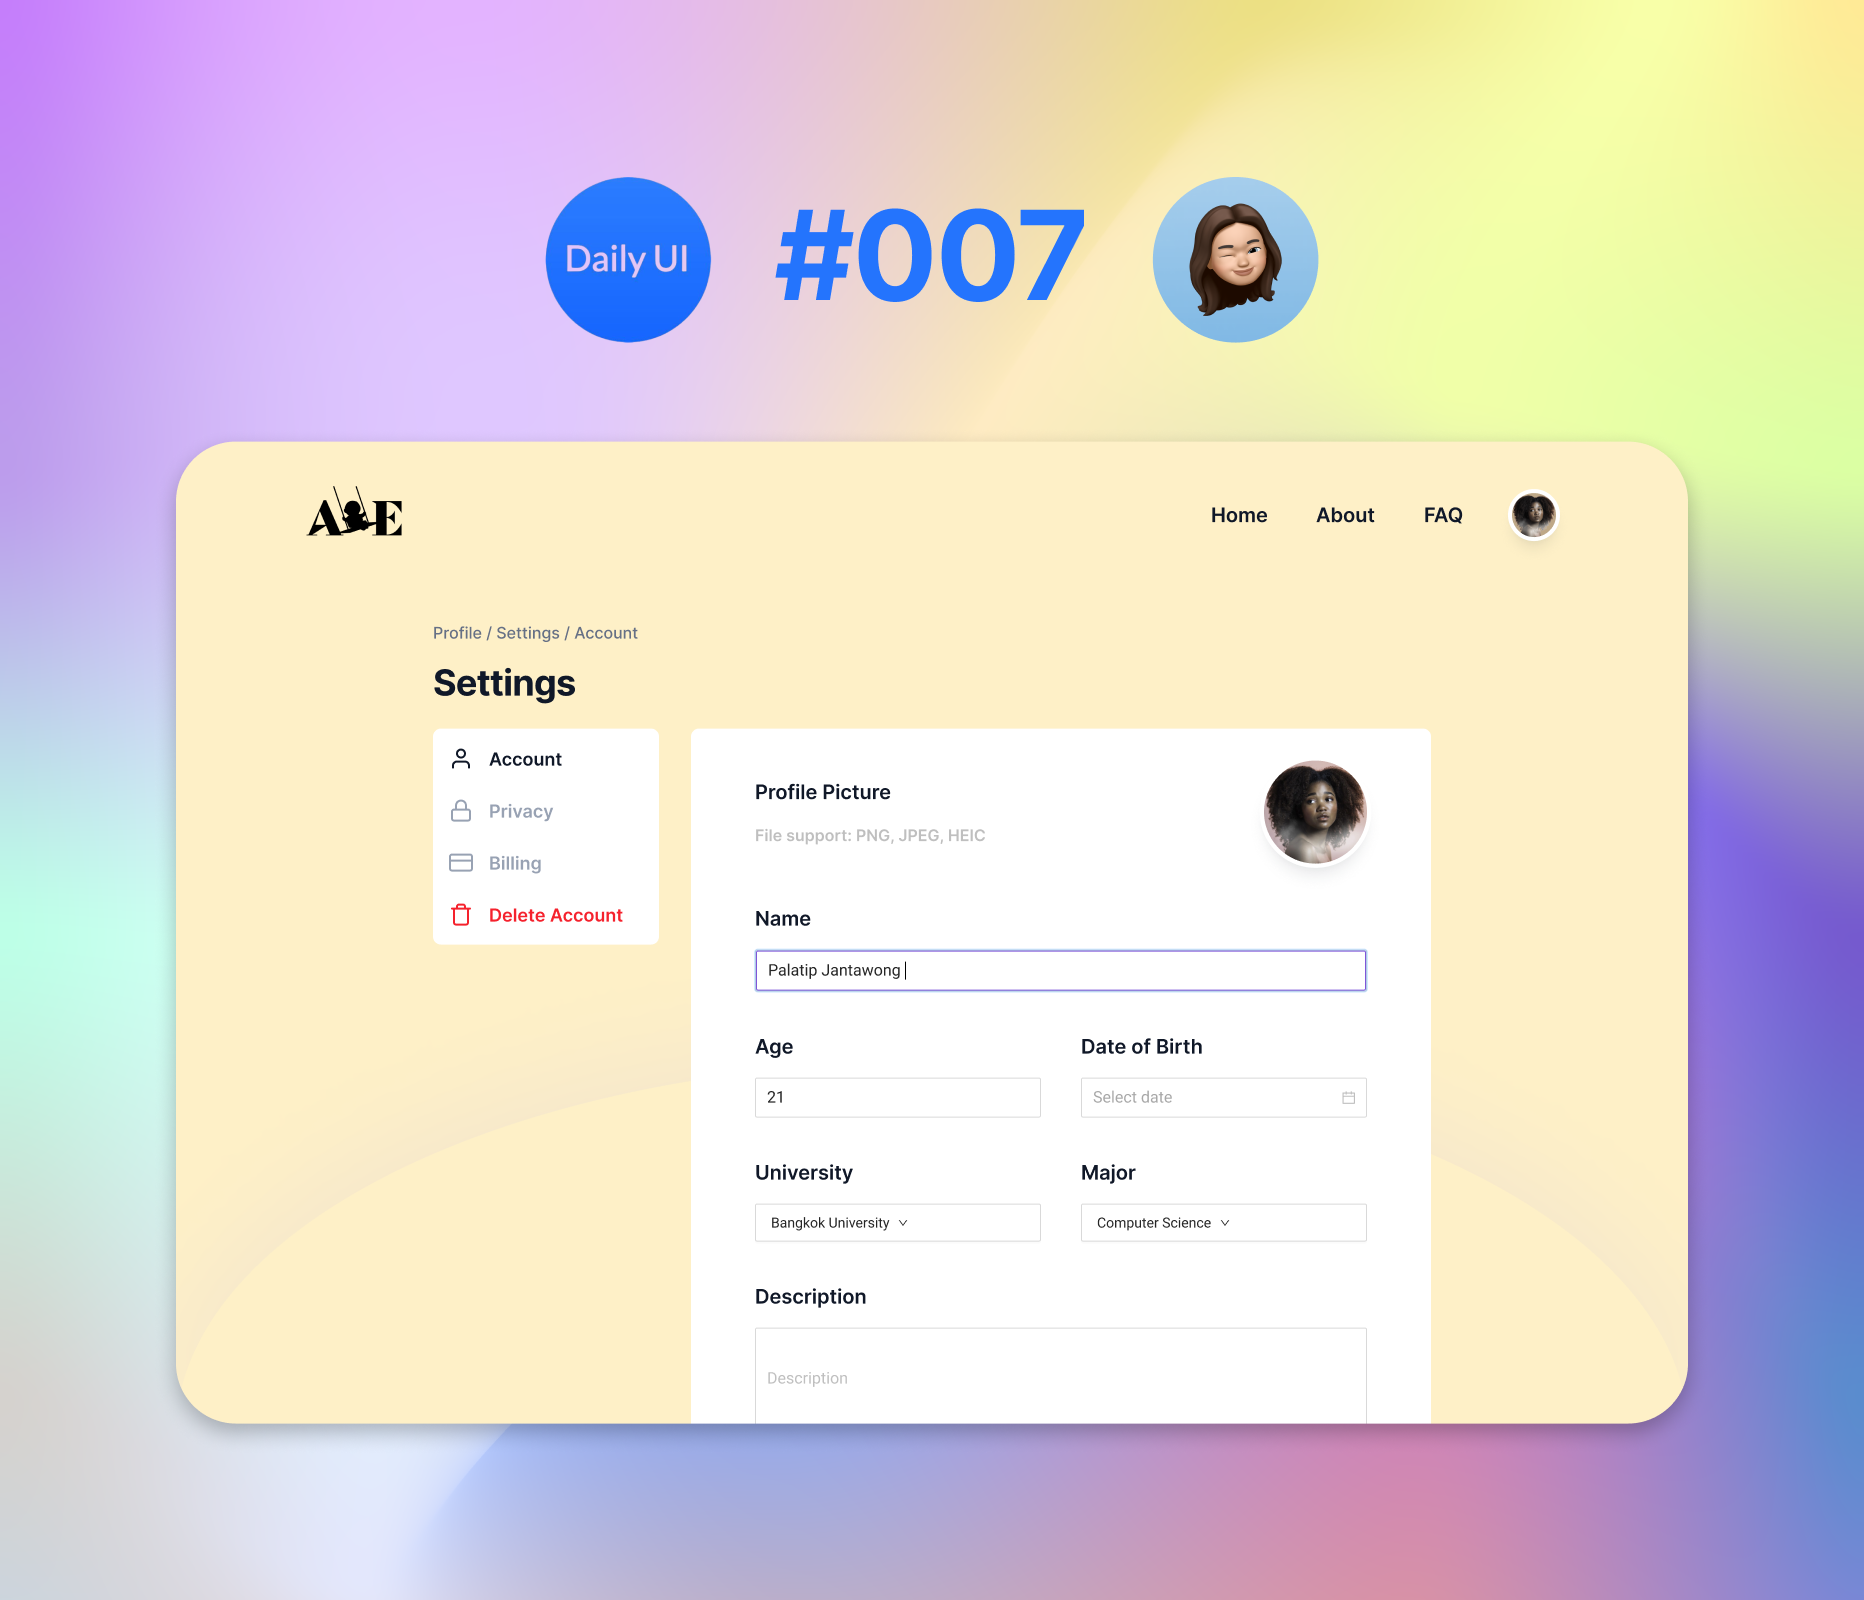 Daily UI
#007
A E
Home
About
FAQ
Profile / Settings / Account
Settings
Account
Privacy
Billing
Delete Account
Profile Picture
File support: PNG, JPEG, HEIC
Name
Palatip Jantawong
Age
Date of Birth
21
Select date
University
Major
Bangkok University
Computer Science
Description
Description